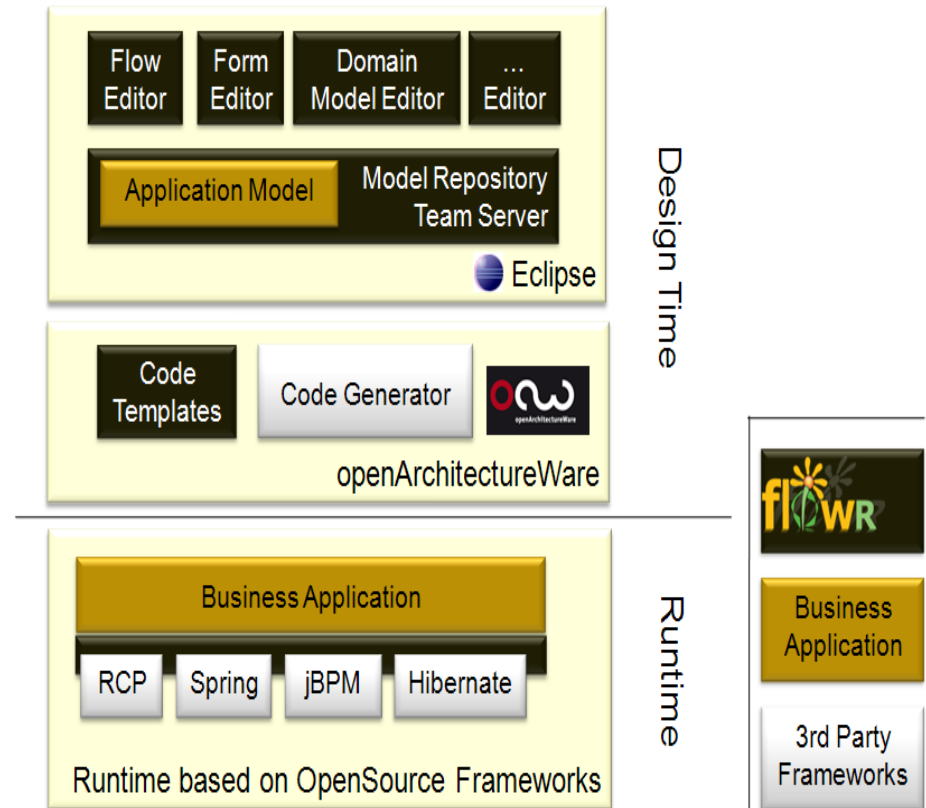 Flow
Editor
Form
Editor
Domain
Model Editor
...
Editor
Application Model
Model Repository
Team Server
Eclipse
Design Time
Code
Templates
Code Generator
oaw
openArchitectureWare
openArchitectureWare
Business Application
RCP
Spring
jBPM
Hibernate
Runtime based on OpenSource Frameworks
Runtime
flowR
Business
Application
3rd Party
Frameworks